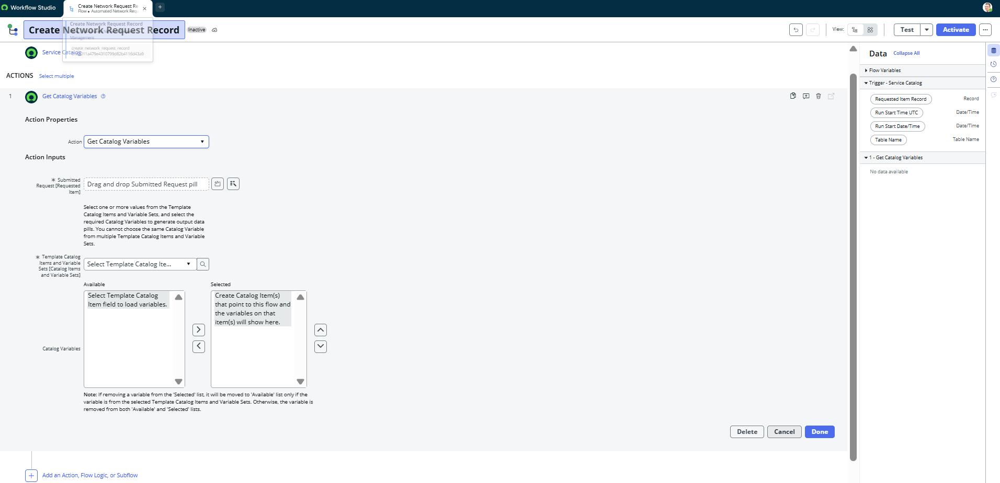 Workflow Studio
Create Network Request Re
Flow • Automated Network Requ
Create Network Request Record
Inactive
View:
Test
Activate
Create Network Request Record
Management
create_network_request_record
Service Catalog
ACTIONS
Select multiple
1
Get Catalog Variables
Action Properties
Action
Get Catalog Variables
Action Inputs
Submitted
Request [Requested
Item]
Drag and drop Submitted Request pill
Select one or more values from the Template
Catalog Items and Variable Sets, and select the
required Catalog Variables to generate output data
pills. You cannot choose the same Catalog Variable
from multiple Template Catalog Items and Variable
Sets.
Template Catalog
Items and Variable
Sets [Catalog Items
and Variable Sets]
Select Template Catalog Ite...
Available
Selected
Select Template Catalog
Item field to load variables.
Create Catalog Item(s)
that point to this flow and
the variables on that
item(s) will show here.
Catalog Variables
Note: If removing a variable from the 'Selected' list, it will be moved to 'Available' list only if the
variable is from the selected Template Catalog Items and Variable Sets. Otherwise, the variable is
removed from both 'Available' and 'Selected' lists.
Delete
Cancel
Done
Add an Action, Flow Logic, or Subflow
Data
Collapse All
Flow Variables
Trigger - Service Catalog
Requested Item Record
Record
Run Start Time UTC
Date/Time
Run Start Date/Time
Date/Time
Table Name
Table Name
1 - Get Catalog Variables
No data available